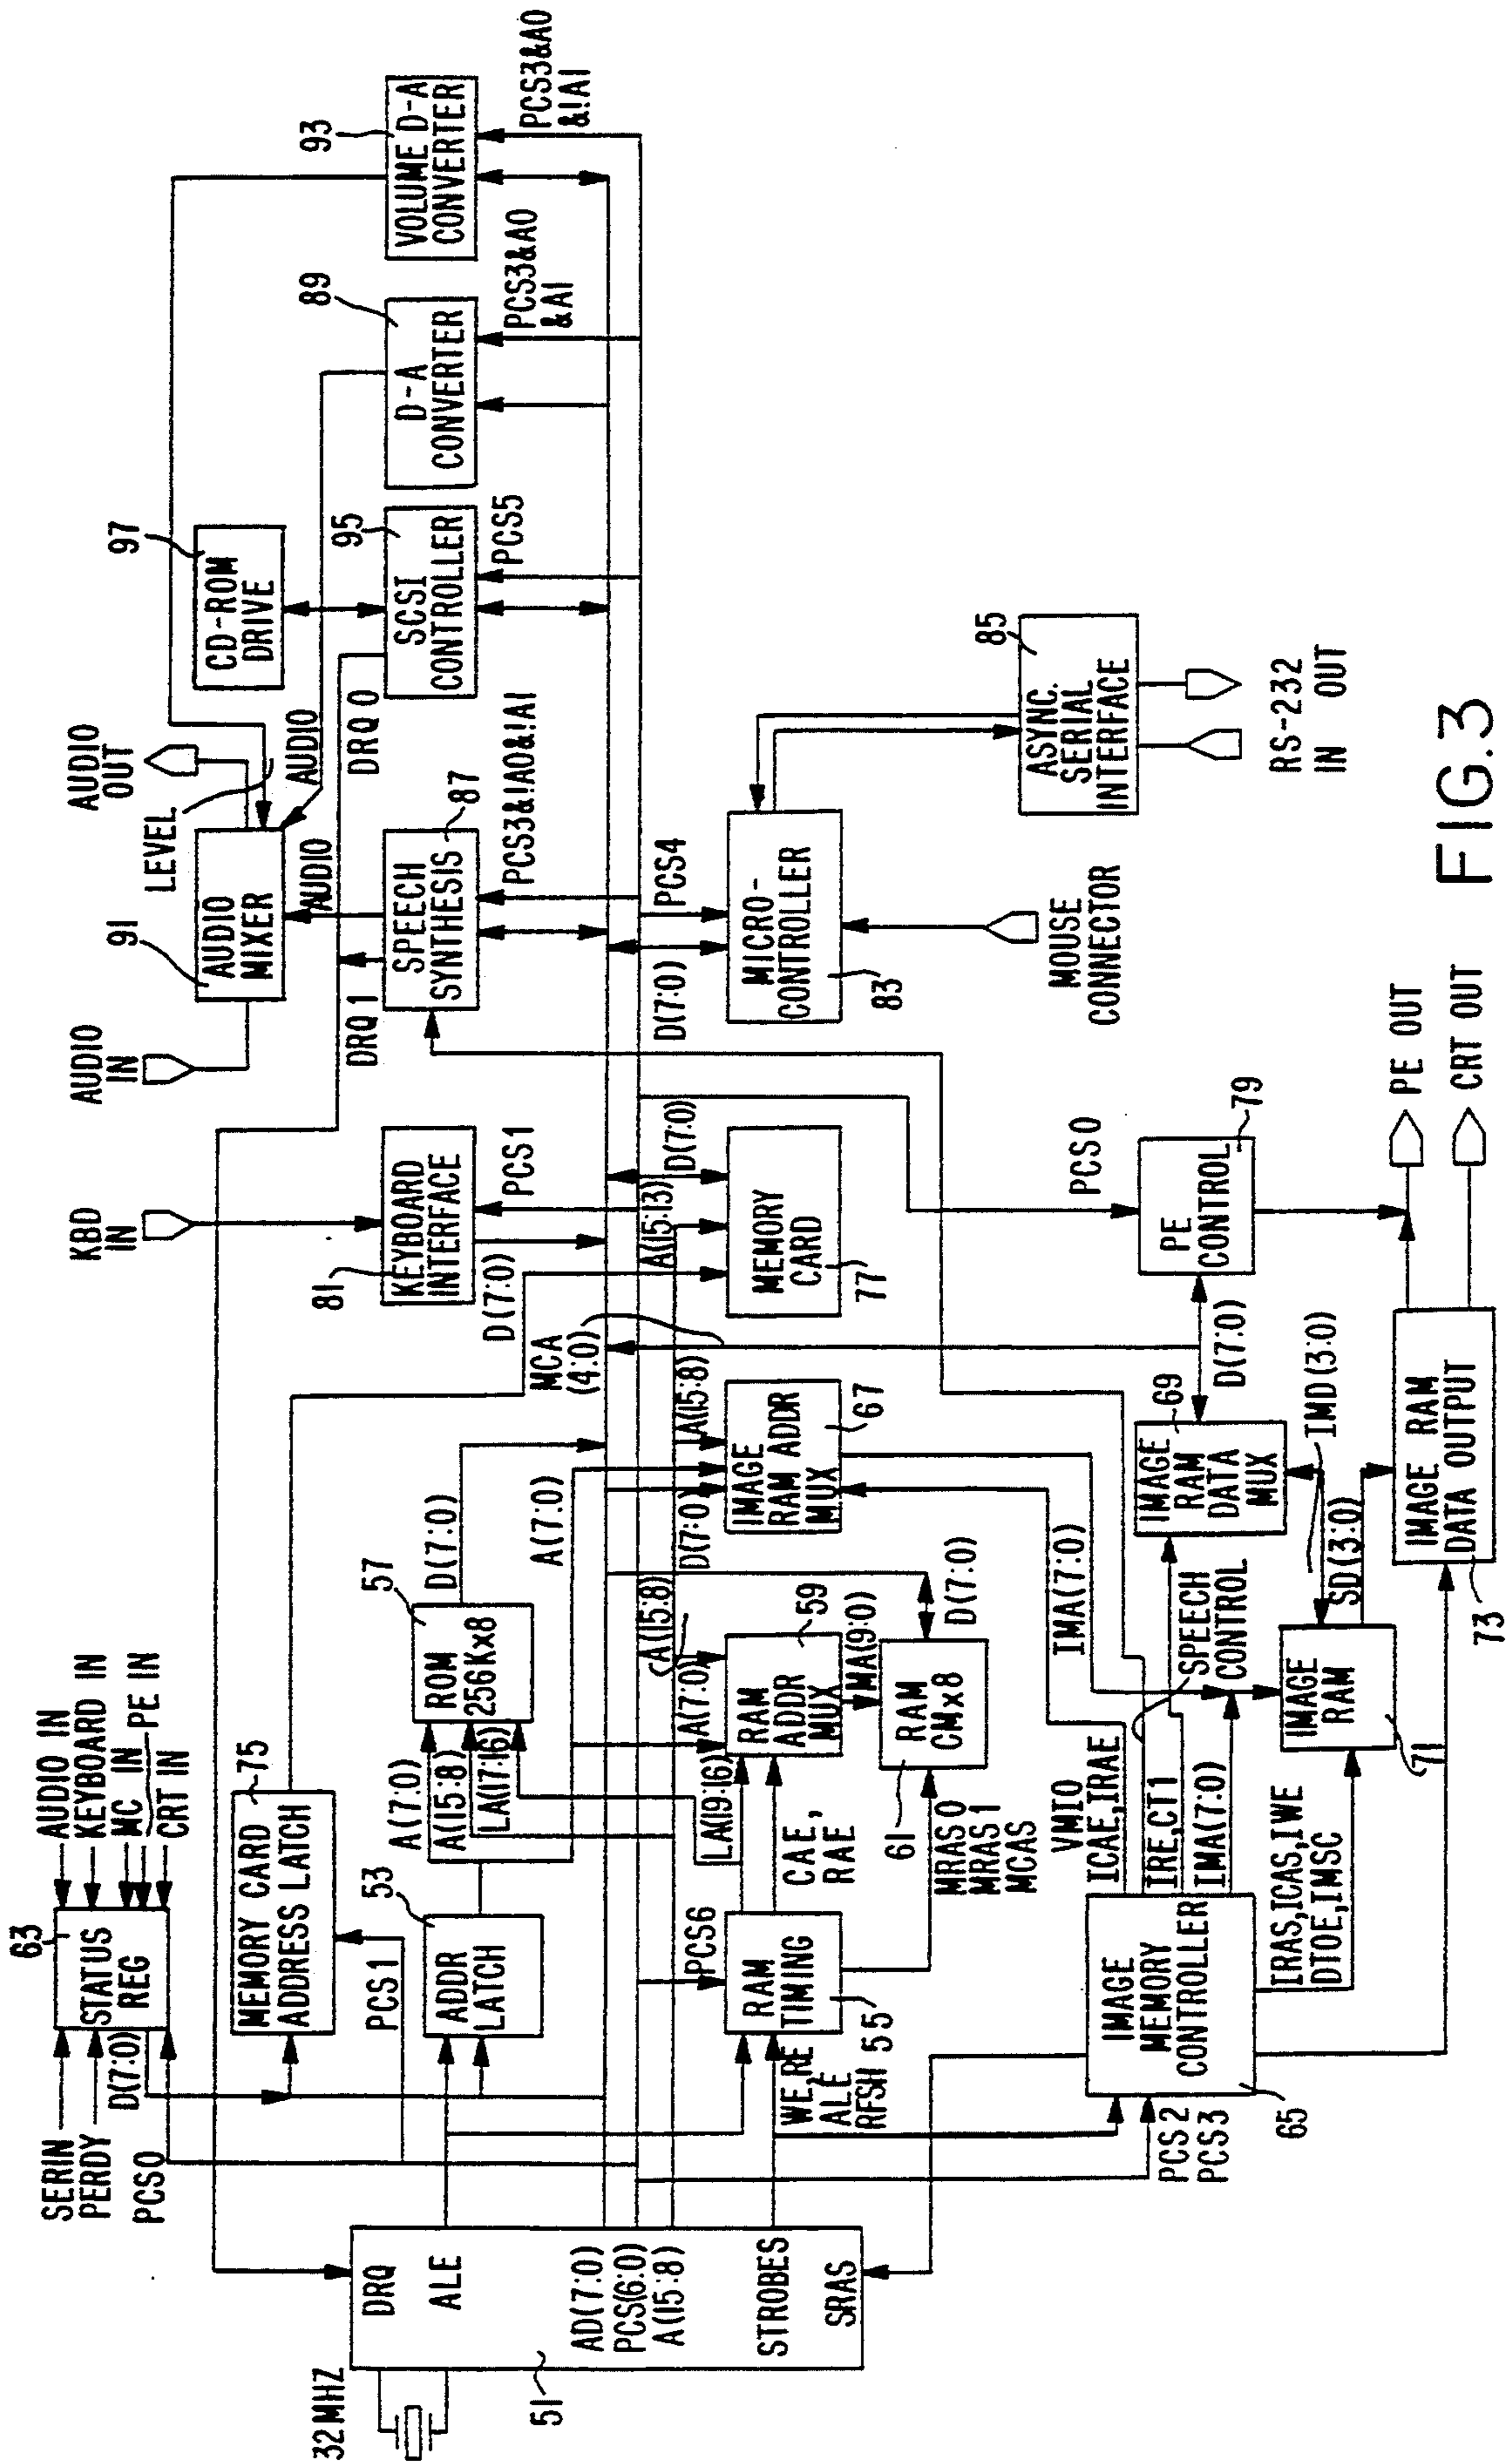 32MHZ
51
DRQ
ALE
AD(7:0)
PCS(6:0)
A(15:8)
STROBES
SRAS
SERIN
PERDY
PCS0
D(7:0)
63
STATUS
REG
AUDIO IN
KEYBOARD IN
MC IN
PE IN
CRT IN
MEMORY CARD
ADDRESS LATCH
75
PCS1
53
ADDR
LATCH
A(7:0)
A(15:8)
LA(17:16)
57
ROM
256K×8
D(7:0)
A(7:0)
PCS6
RAM
TIMING
55
WE,RE
ALE
RFSH
LA(19:16)
CAE,
RAE
A(7:0)
A(15:8)
RAM
ADDR
MUX
59
MA(9:0)
RAM
CM×8
61
D(7:0)
MRAS0
MRAS1
MCAS
D(7:0)
LA(15:8)
IMAGE
RAM ADDR
MUX
67
PCS2
PCS3
IMAGE
MEMORY
CONTROLLER
65
VMIO
ICAE,IRAE
IRE,CT1
IMA(7:0)
IRAS,ICAS,IWE
DTOE,IMSC
IMA(7:0)
SPEECH
CONTROL
IMAGE
RAM
DATA
MUX
69
IMAGE
RAM
71
IMD(3:0)
SD(3:0)
IMAGE RAM
DATA OUTPUT
73
D(7:0)
PE
CONTROL
79
PCS0
PE OUT
CRT OUT
KBD
IN
KEYBOARD
INTERFACE
81
PCS1
D(7:0)
MCA
(4:0)
A(15:13)
D(7:0)
MEMORY
CARD
77
AUDIO
IN
91
AUDIO
MIXER
LEVEL
AUDIO
OUT
AUDIO
AUDIO
DRQ 1
DRQ 0
SPEECH
SYNTHESIS
87
PCS3&!A0&!A1
97
CD-ROM
DRIVE
95
SCSI
CONTROLLER
PCS5
89
D-A
CONVERTER
PCS3&A0
&A1
93
VOLUME D-A
CONVERTER
PCS3&A0
&!A1
D(7:0)
PCS4
MICRO-
CONTROLLER
83
MOUSE
CONNECTOR
85
ASYNC.
SERIAL
INTERFACE
RS-232
IN OUT
FIG.3